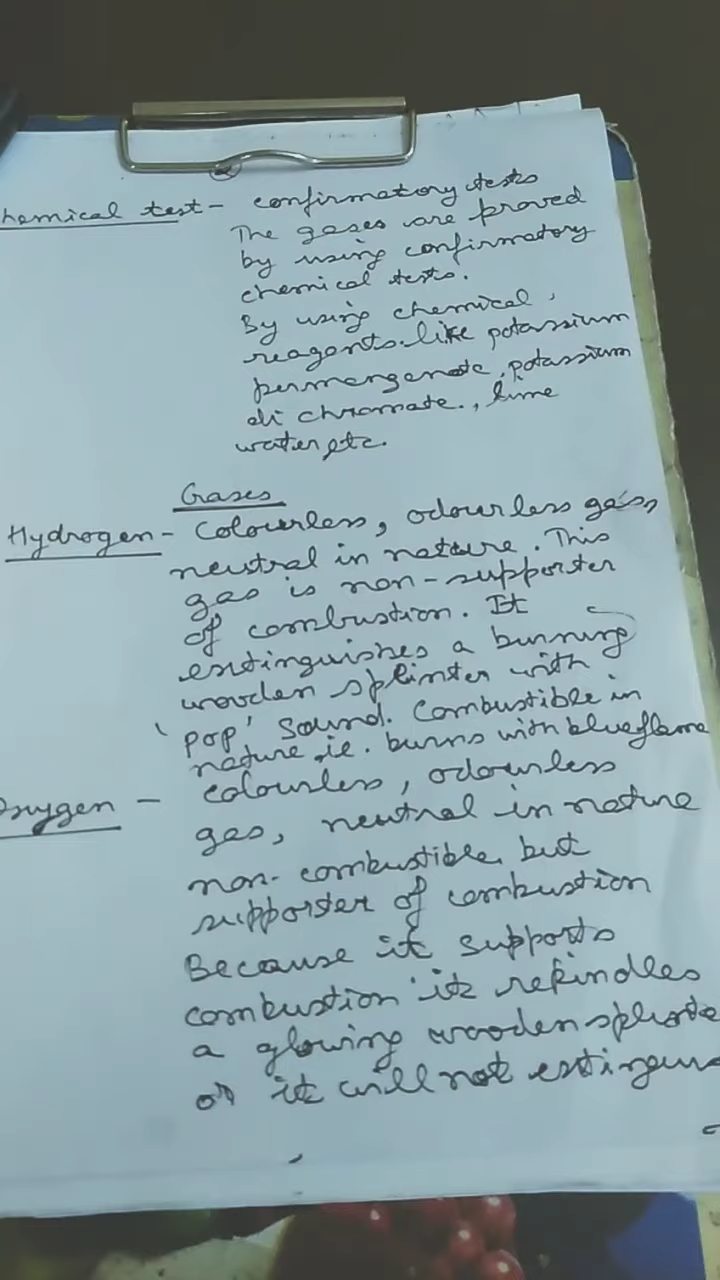 hemical test - confirmatory tests
The gases are proved
by using confirmatory
chemical tests.
By using chemical,
reagents like potassium
permangenate, potassium
di chromate., lime
water etc.
Gases
Hydrogen - Colourless, odourless gas,
neutral in nature. This
gas is non-supporter
of combustion. It
extinguishes a burning
wooden splinter with
'pop' sound. Combustible in
nature, ie. burns with blue flame
oxygen - colourless, odourless
gas, neutral in nature
non-combustible, but
supporter of combustion
Because it supports
combustion it rekindles
a glowing wooden
or it will not